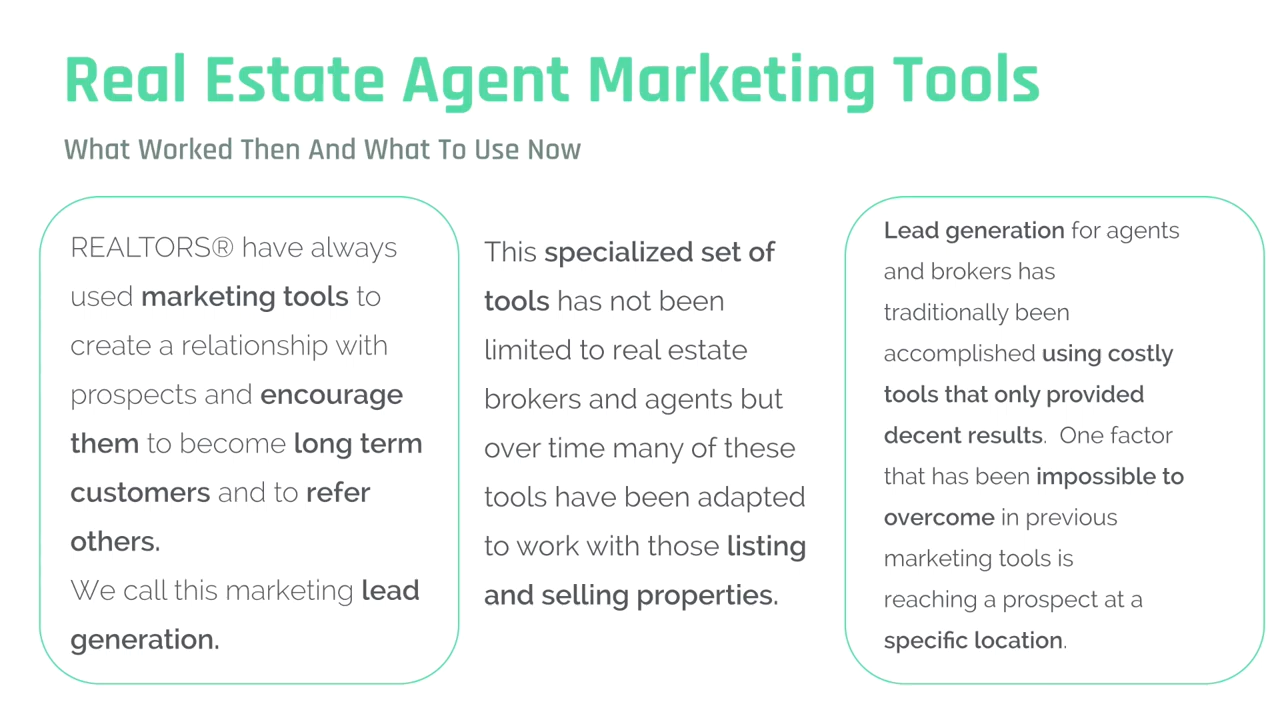 Real Estate Agent Marketing Tools
What Worked Then And What To Use Now
REALTORS® have always
used marketing tools to
create a relationship with
prospects and encourage
them to become long term
customers and to refer
others.
We call this marketing lead
generation.
This specialized set of
tools has not been
limited to real estate
brokers and agents but
over time many of these
tools have been adapted
to work with those listing
and selling properties.
Lead generation for agents
and brokers has
traditionally been
accomplished using costly
tools that only provided
decent results.  One factor
that has been impossible to
overcome in previous
marketing tools is
reaching a prospect at a
specific location.